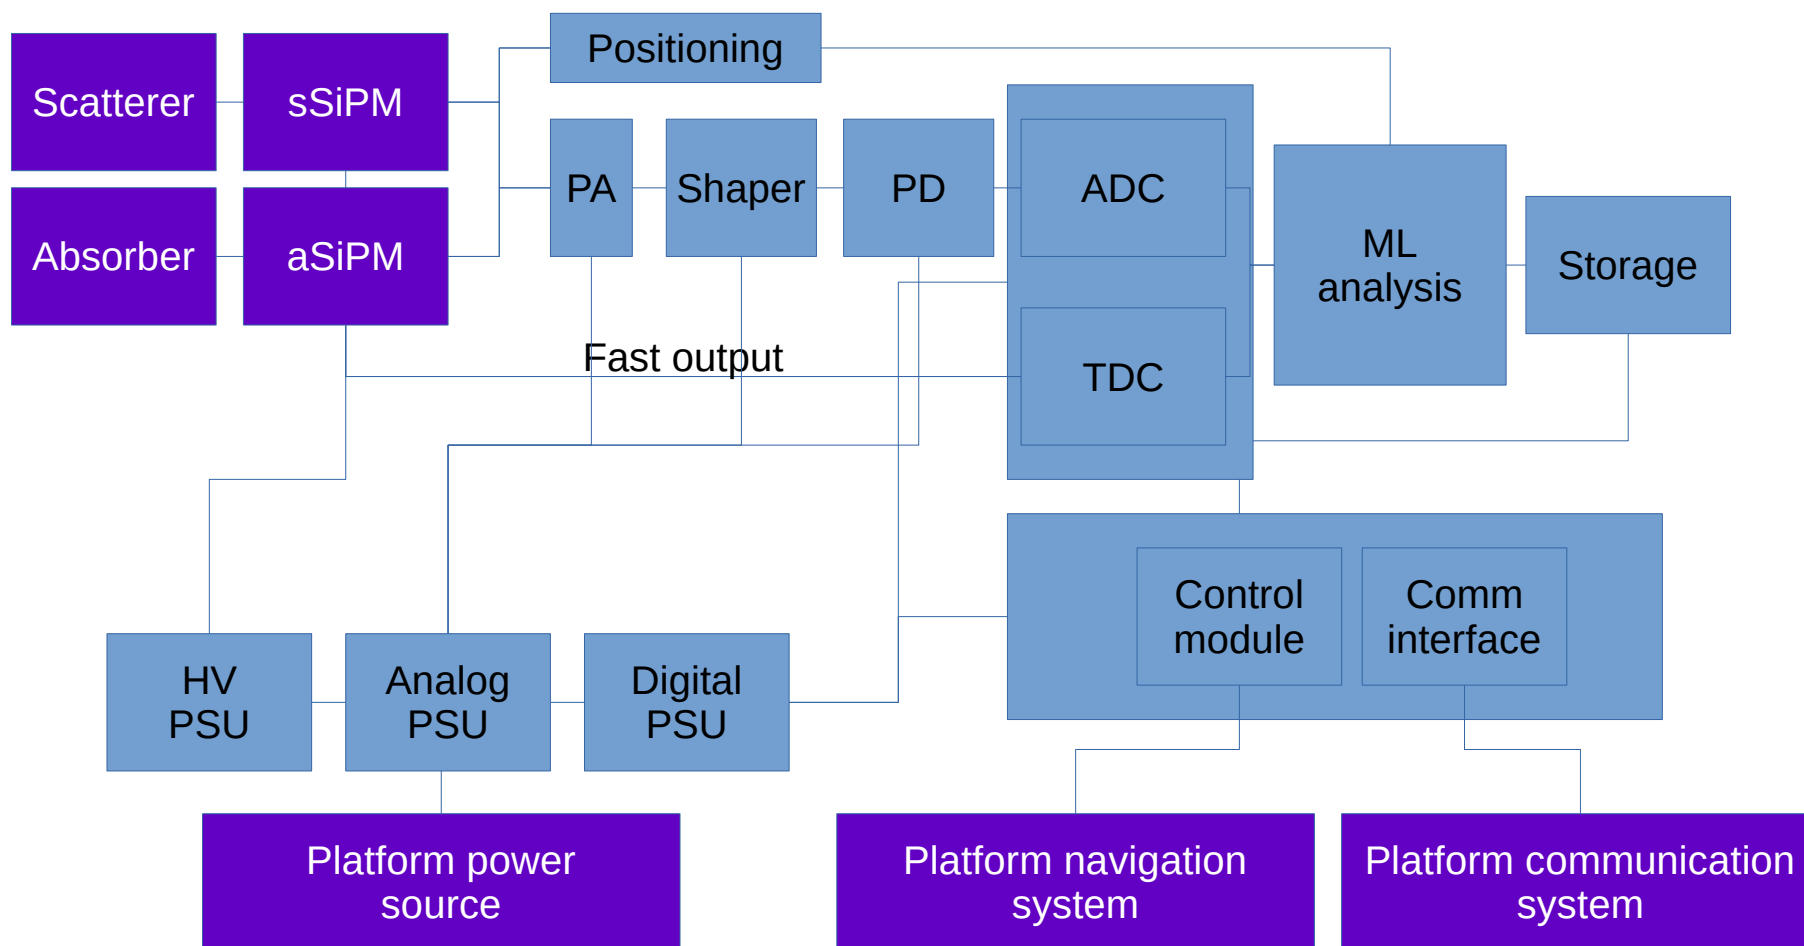 Positioning
Scatterer
sSiPM
PA
Shaper
PD
ADC
ML
analysis
Storage
Absorber
aSiPM
Fast output
TDC
Control
module
Comm
interface
HV
PSU
Analog
PSU
Digital
PSU
Platform power
source
Platform navigation
system
Platform communication
system